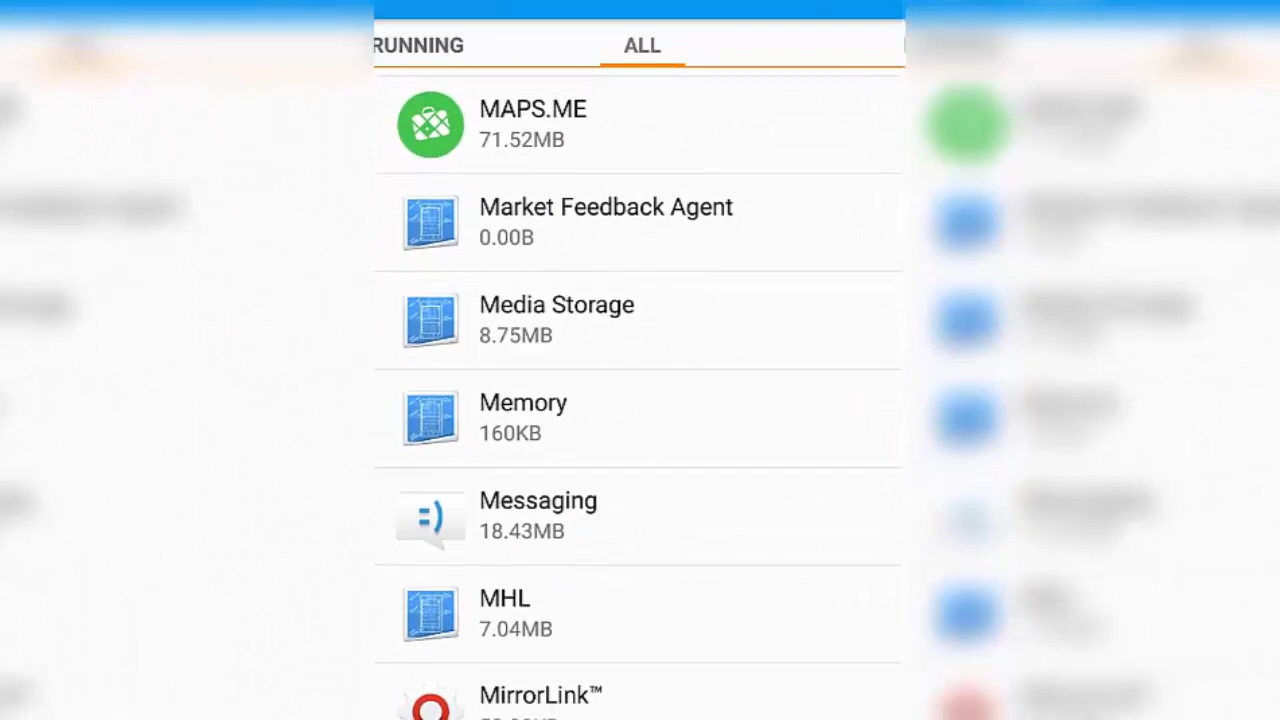 RUNNING
ALL
MAPS.ME
71.52MB
Market Feedback Agent
0.00B
Media Storage
8.75MB
Memory
160KB
:)
Messaging
18.43MB
MHL
7.04MB
MirrorLink™